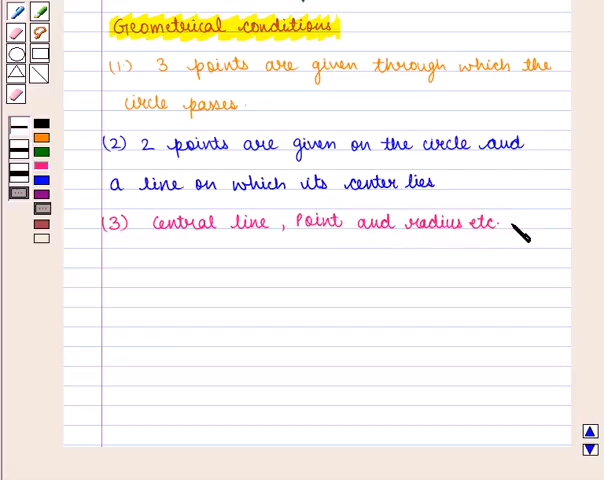 Geometrical conditions
(1) 3 points are given through which the
circle passes.
(2) 2 points are given on the circle and
a line on which its center lies
(3) Central line, Point and radius etc.